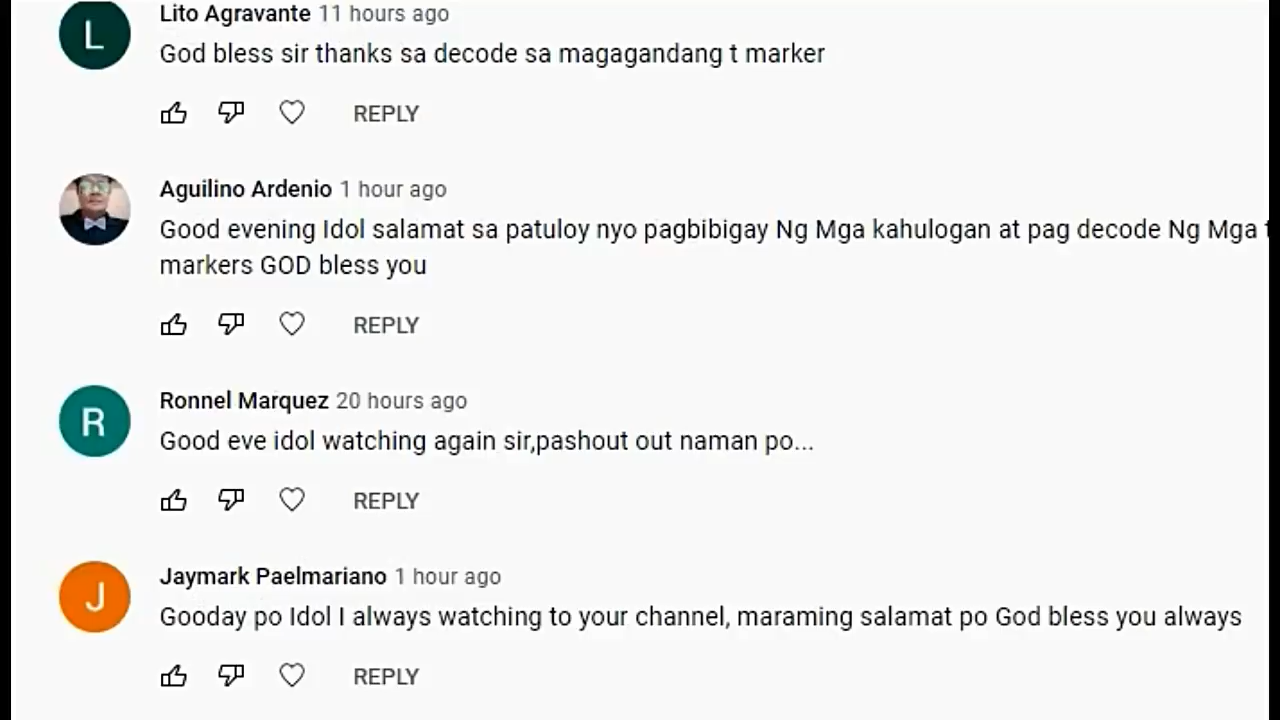 L
Lito Agravante 11 hours ago
God bless sir thanks sa decode sa magagandang t marker
REPLY
Aguilino Ardenio 1 hour ago
Good evening Idol salamat sa patuloy nyo pagbibigay Ng Mga kahulogan at pag decode Ng Mga
markers GOD bless you
REPLY
R
Ronnel Marquez 20 hours ago
Good eve idol watching again sir,pashout out naman po...
REPLY
J
Jaymark Paelmariano 1 hour ago
Gooday po Idol I always watching to your channel, maraming salamat po God bless you always
REPLY